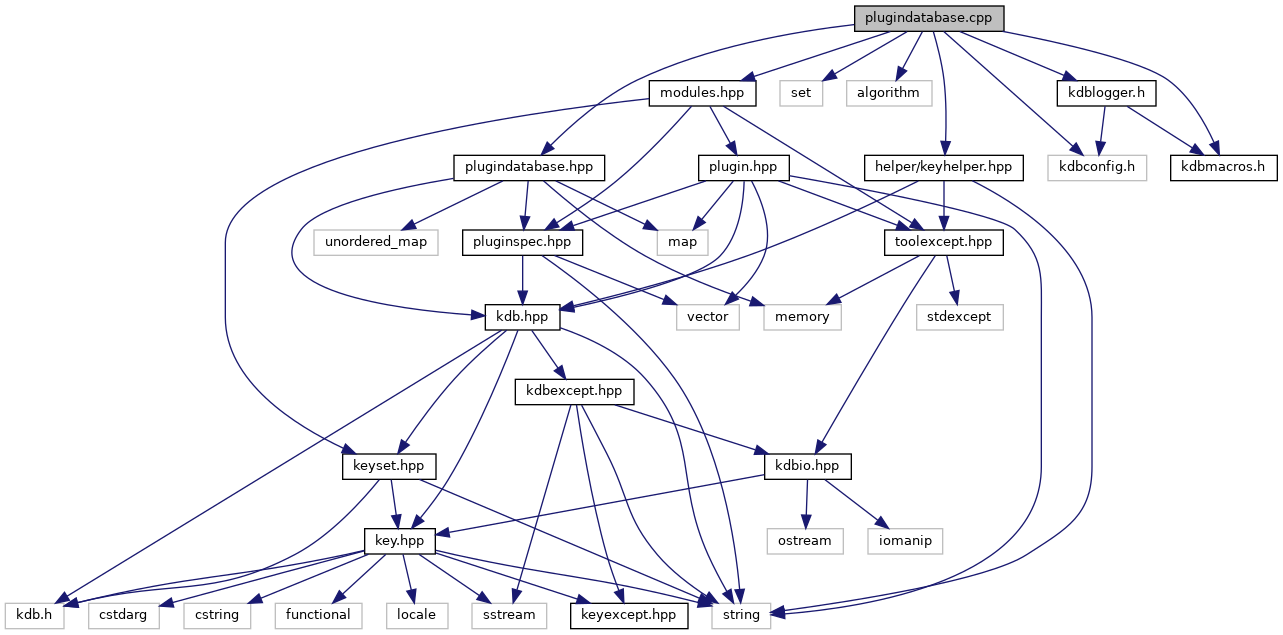 plugindatabase.cpp
modules.hpp
set
algorithm
kdblogger.h
plugindatabase.hpp
plugin.hpp
helper/keyhelper.hpp
kdbconfig.h
kdbmacros.h
unordered_map
pluginspec.hpp
map
toolexcept.hpp
kdb.hpp
vector
memory
stdexcept
kdbexcept.hpp
keyset.hpp
kdbio.hpp
key.hpp
ostream
iomanip
kdb.h
cstdarg
cstring
functional
locale
sstream
keyexcept.hpp
string